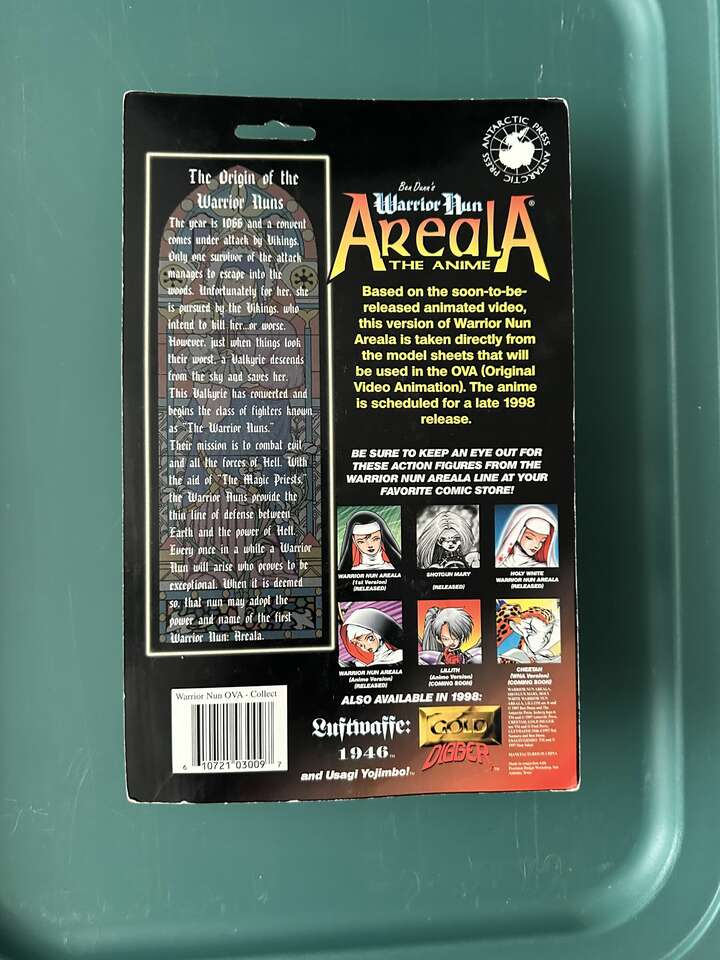 The Origin of the
Warrior Nuns
The year is 1066 and a convent
comes under attack by Vikings.
Only one survivor of the attack
manages to escape into the
woods. Unfortunately for her, she
is pursued by the Vikings, who
intend to kill her...or worse.
However, just when things look
their worst, a Valkyrie descends
from the sky and saves her.
This Valkyrie has converted and
begins the class of fighters known
as "The Warrior Nuns."
Their mission is to combat evil
and all the forces of Hell. With
the aid of "The Magic Priests,"
the Warrior Nuns provide the
thin line of defense between
Earth and the power of Hell.
Every once in a while a Warrior
Nun will arise who proves to be
exceptional. When it is deemed
so, that nun may adopt the
power and name of the first
Warrior Nun: Areala.
Warrior Nun OVA - Collect
6 10721 03009 7
ANTARCTIC PRESS ANTARCTIC PRESS
Ben Dunn's
Warrior Nun
AREALA®
THE ANIME
Based on the soon-to-be-
released animated video,
this version of Warrior Nun
Areala is taken directly from
the model sheets that will
be used in the OVA (Original
Video Animation). The anime
is scheduled for a late 1998
release.
BE SURE TO KEEP AN EYE OUT FOR
THESE ACTION FIGURES FROM THE
WARRIOR NUN AREALA LINE AT YOUR
FAVORITE COMIC STORE!
WARRIOR NUN AREALA
(1st Version)
(RELEASED)
SHOTGUN MARY
(RELEASED)
HOLY WHITE
WARRIOR NUN AREALA
(RELEASED)
WARRIOR NUN AREALA
(Anime Version)
(RELEASED)
LILLITH
(Anime Version)
(COMING SOON)
CHEETAH
(WNA Version)
(COMING SOON)
ALSO AVAILABLE IN 1998:
Luftwaffe:
1946™
GOLD
DIGGER™
and Usagi Yojimbo!™
WARRIOR NUN AREALA,
MANUFACTURED IN CHINA